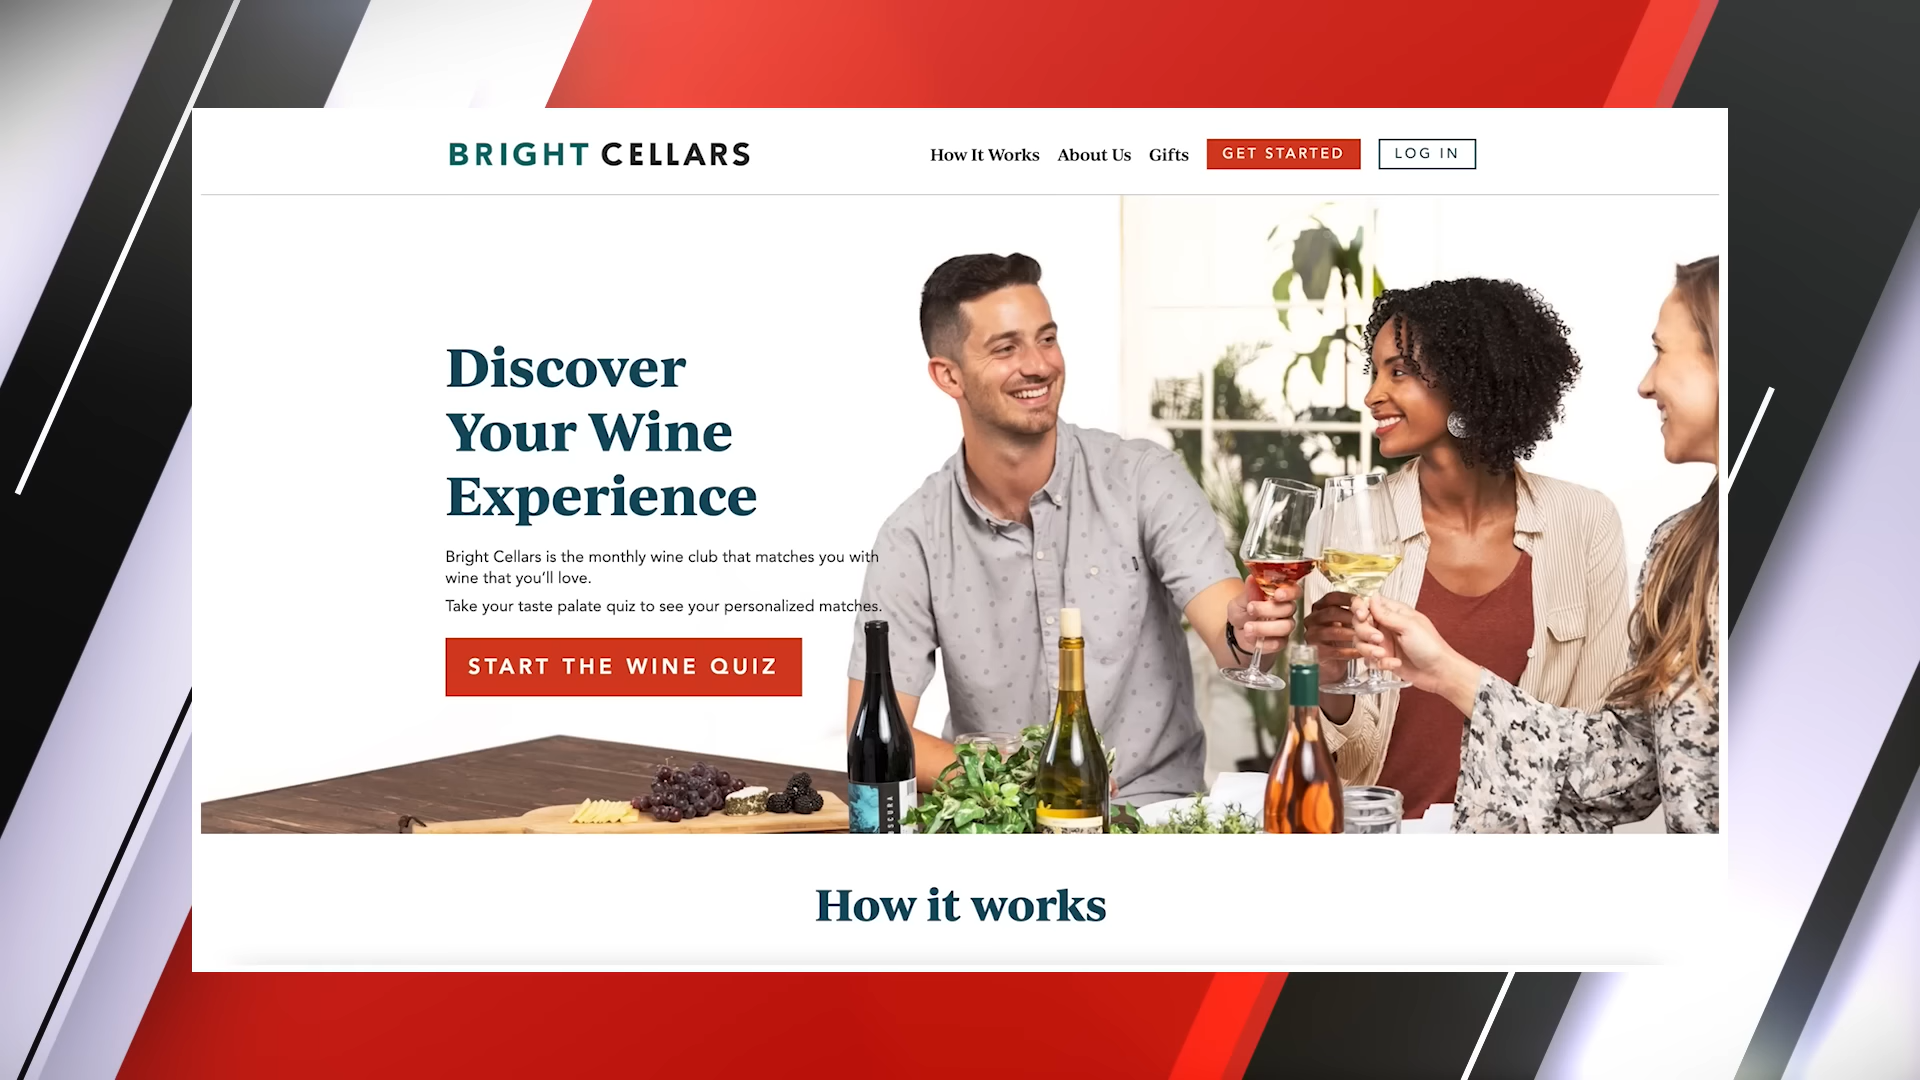 BRIGHT CELLARS
How It Works
About Us
Gifts
GET STARTED
LOG IN
Discover
Your Wine
Experience
Bright Cellars is the monthly wine club that matches you with
wine that you'll love.
Take your taste palate quiz to see your personalized matches.
START THE WINE QUIZ
How it works